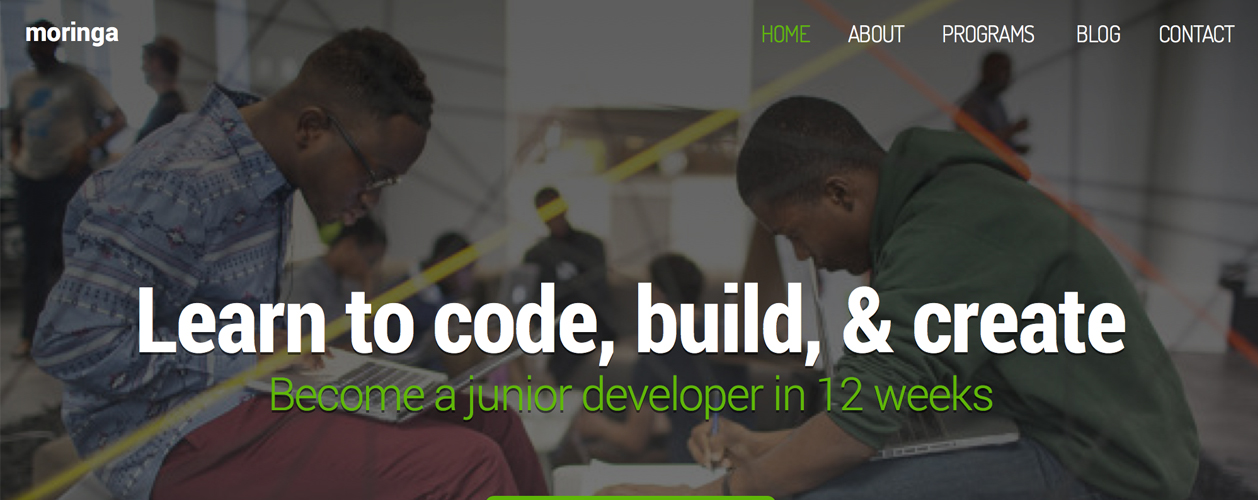 moringa
HOME ABOUT PROGRAMS BLOG CONTACT
Learn to code, build, & create
Become a junior developer in 12 weeks